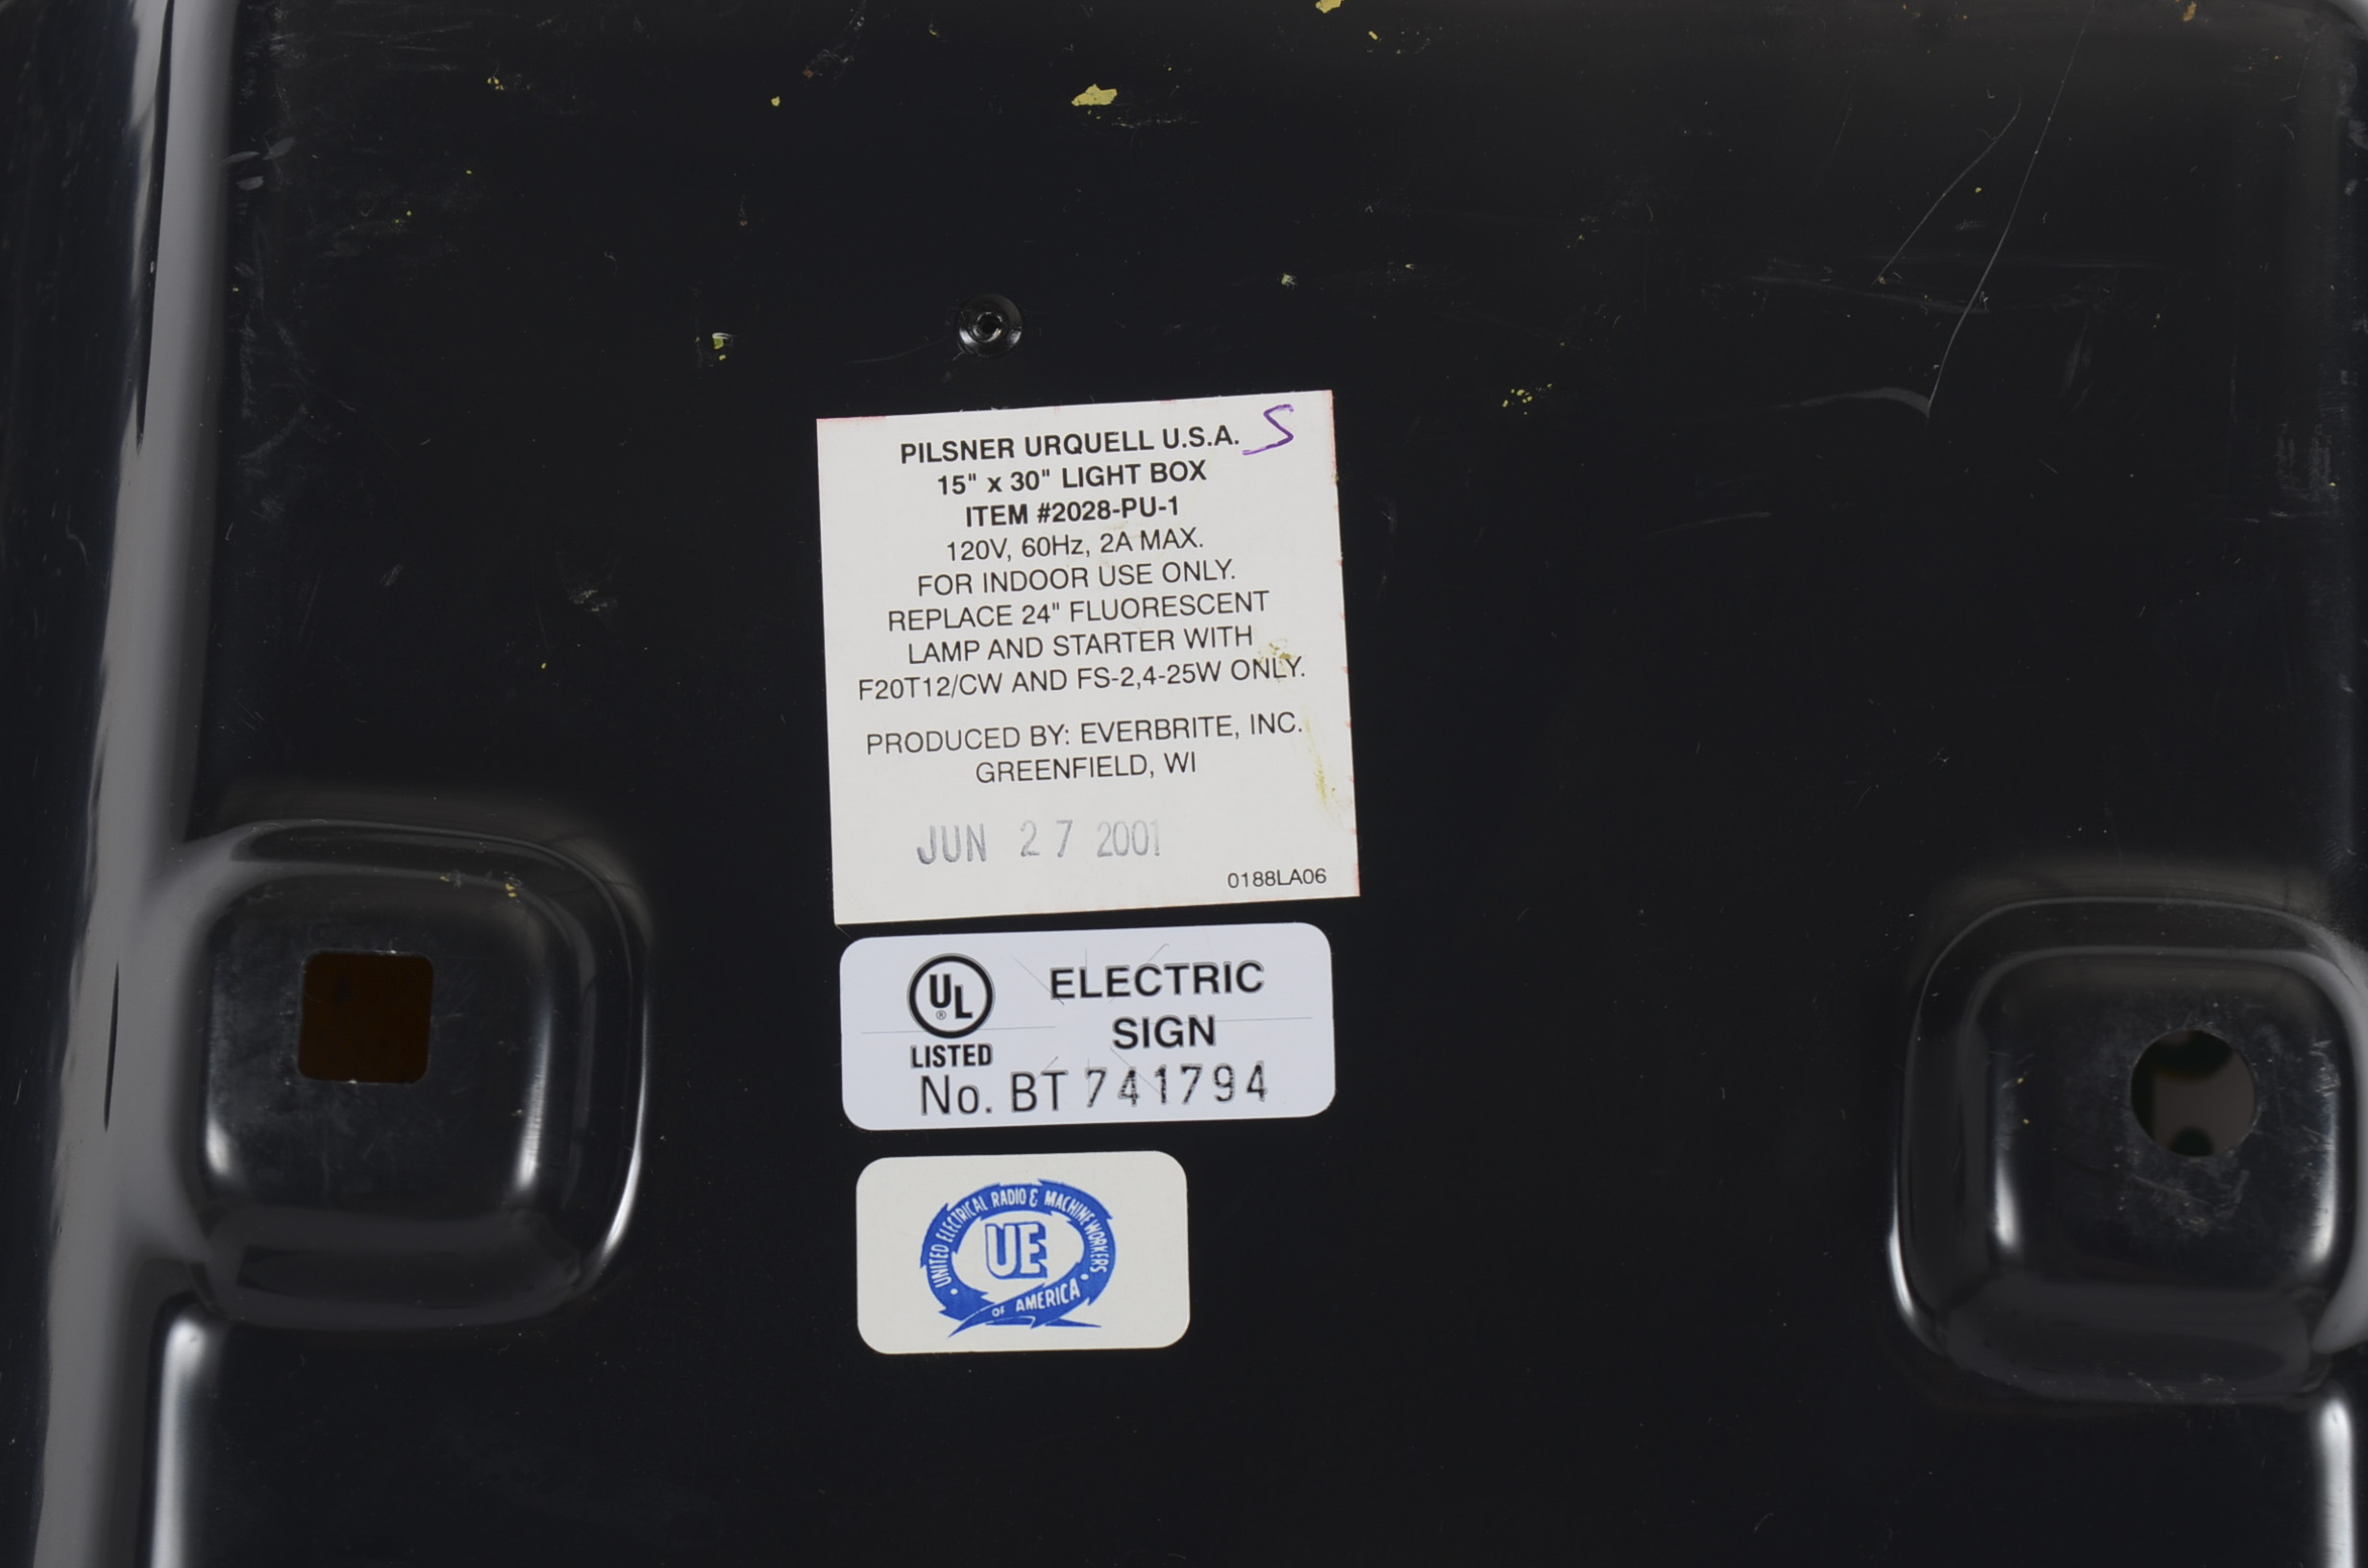 PILSNER URQUELL U.S.A. S
15" x 30" LIGHT BOX
ITEM #2028-PU-1
120V, 60Hz, 2A MAX.
FOR INDOOR USE ONLY.
REPLACE 24" FLUORESCENT
LAMP AND STARTER WITH
F20T12/CW AND FS-2,4-25W ONLY.
PRODUCED BY: EVERBRITE, INC.
GREENFIELD, WI
JUN 27 2001
0188LA06
UL ®
LISTED
ELECTRIC
SIGN
No. BT 741794
• UNITED ELECTRICAL RADIO & MACHINE WORKERS •
UE
OF AMERICA